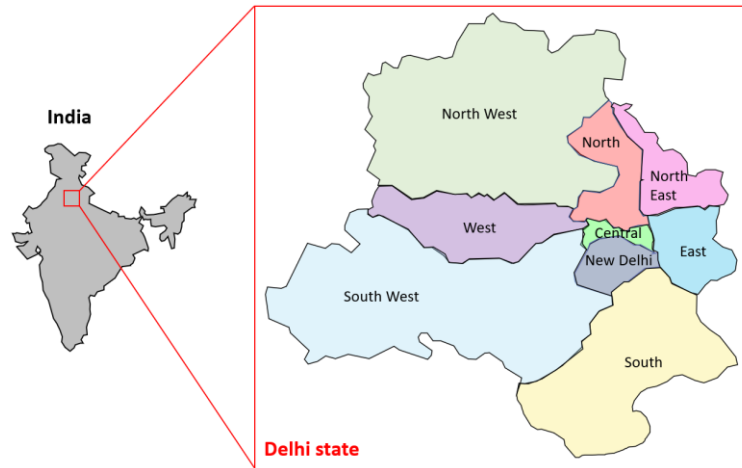 India
North West
North
North
East
West
Central
New Delhi
East
South West
South
Delhi state